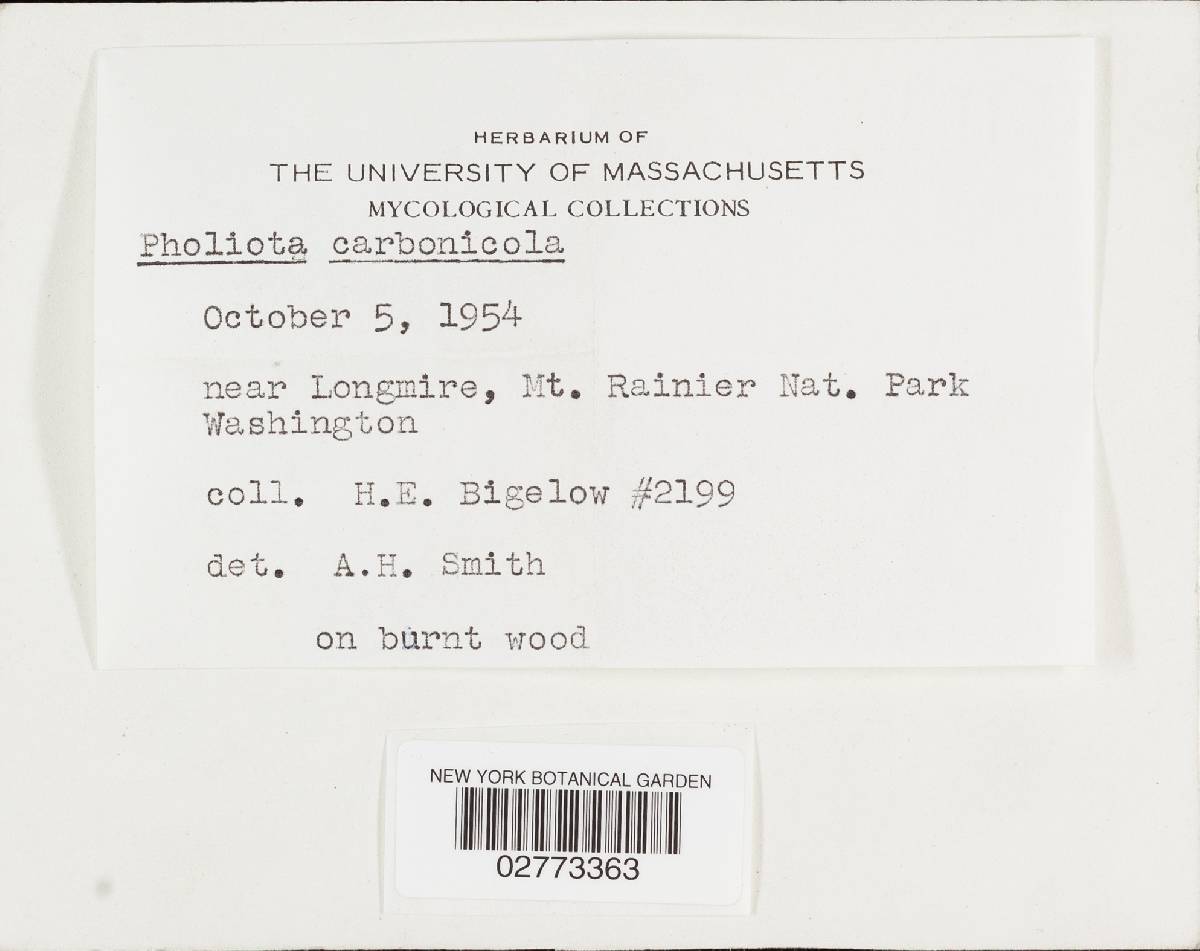 HERBARIUM OF
THE UNIVERSITY OF MASSACHUSETTS
MYCOLOGICAL COLLECTIONS
Pholiota carbonicola
October 5, 1954
near Longmire, Mt. Rainier Nat. Park
Washington
coll. H.E. Bigelow #2199
det. A.H. Smith
on burnt wood
NEW YORK BOTANICAL GARDEN
02773363